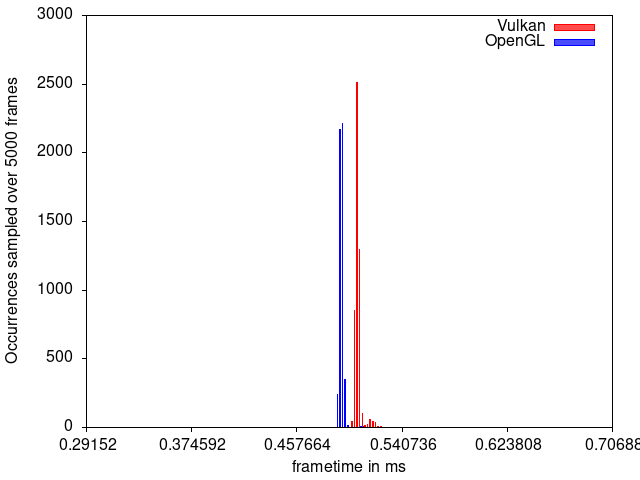 3000
Vulkan
OpenGL
2500
2000
1500
1000
500
0
Occurrences sampled over 5000 frames
0.29152 0.374592 0.457664 0.540736 0.623808 0.70688
frametime in ms